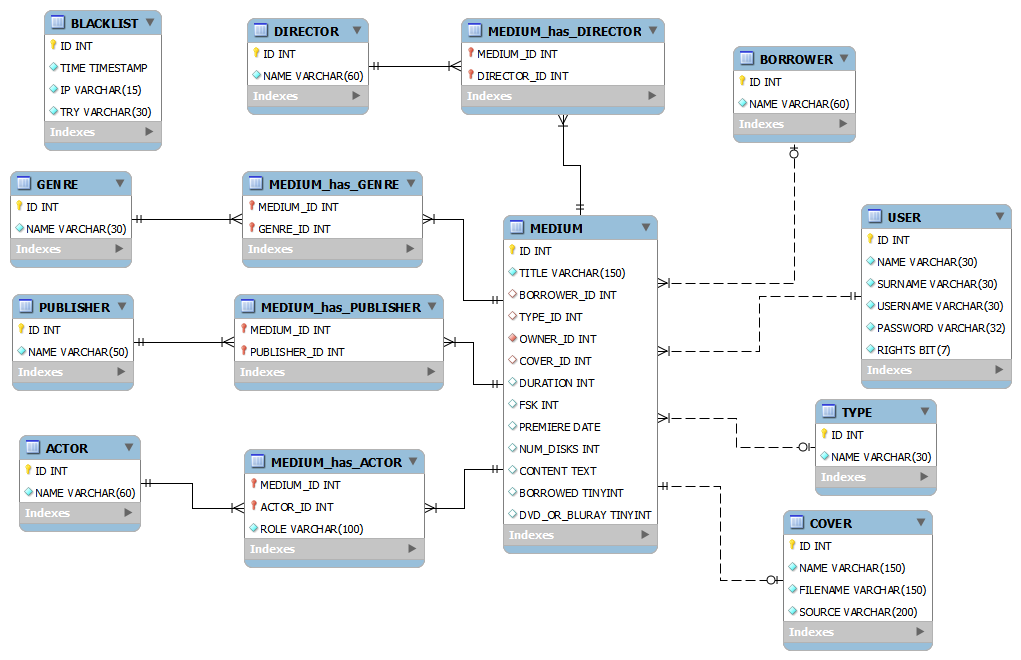 BLACKLIST
ID INT
TIME TIMESTAMP
IP VARCHAR(15)
TRY VARCHAR(30)
Indexes
DIRECTOR
ID INT
NAME VARCHAR(60)
Indexes
MEDIUM_has_DIRECTOR
MEDIUM_ID INT
DIRECTOR_ID INT
Indexes
BORROWER
ID INT
NAME VARCHAR(60)
Indexes
GENRE
ID INT
NAME VARCHAR(30)
Indexes
MEDIUM_has_GENRE
MEDIUM_ID INT
GENRE_ID INT
Indexes
MEDIUM
ID INT
TITLE VARCHAR(150)
BORROWER_ID INT
TYPE_ID INT
OWNER_ID INT
COVER_ID INT
DURATION INT
FSK INT
PREMIERE DATE
NUM_DISKS INT
CONTENT TEXT
BORROWED TINYINT
DVD_OR_BLURAY TINYINT
Indexes
USER
ID INT
NAME VARCHAR(30)
SURNAME VARCHAR(30)
USERNAME VARCHAR(30)
PASSWORD VARCHAR(32)
RIGHTS BIT(7)
Indexes
PUBLISHER
ID INT
NAME VARCHAR(50)
Indexes
MEDIUM_has_PUBLISHER
MEDIUM_ID INT
PUBLISHER_ID INT
Indexes
TYPE
ID INT
NAME VARCHAR(30)
Indexes
ACTOR
ID INT
NAME VARCHAR(60)
Indexes
MEDIUM_has_ACTOR
MEDIUM_ID INT
ACTOR_ID INT
ROLE VARCHAR(100)
Indexes
COVER
ID INT
NAME VARCHAR(150)
FILENAME VARCHAR(150)
SOURCE VARCHAR(200)
Indexes